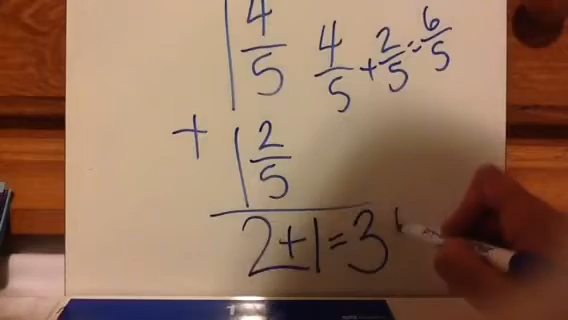 1 4/5 4/5 + 2/5 = 6/5
+ 1 2/5
2+1=3